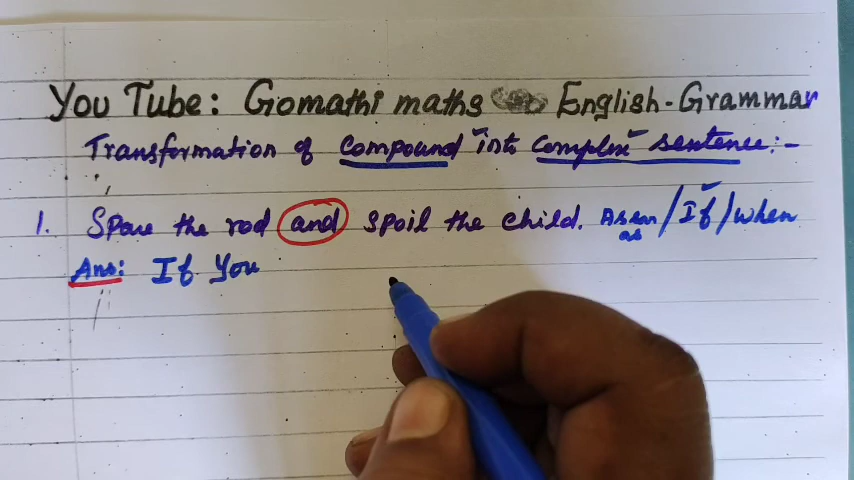 You Tube: Gomathi maths English-Grammar
Transformation of compound into complex sentence:-
1. Spare the rod and spoil the child. As soon as / If / when
Ans: If You